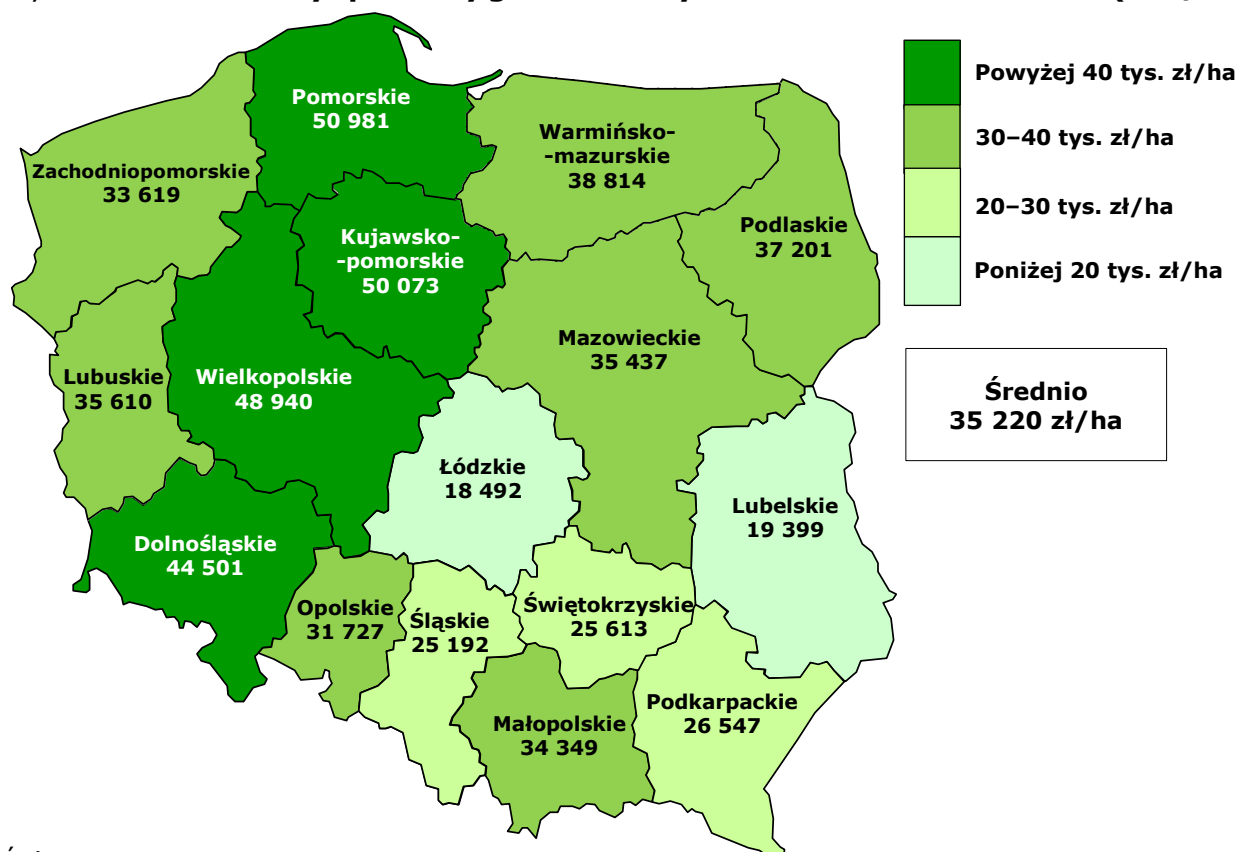 Pomorskie
50 981
Zachodniopomorskie
33 619
Warmińsko-
-mazurskie
38 814
Podlaskie
37 201
Kujawsko-
-pomorskie
50 073
Mazowieckie
35 437
Lubuskie
35 610
Wielkopolskie
48 940
Łódzkie
18 492
Lubelskie
19 399
Dolnośląskie
44 501
Opolskie
31 727
Śląskie
25 192
Świętokrzyskie
25 613
Małopolskie
34 349
Podkarpackie
26 547
Powyżej 40 tys. zł/ha
30–40 tys. zł/ha
20–30 tys. zł/ha
Poniżej 20 tys. zł/ha
Średnio
35 220 zł/ha